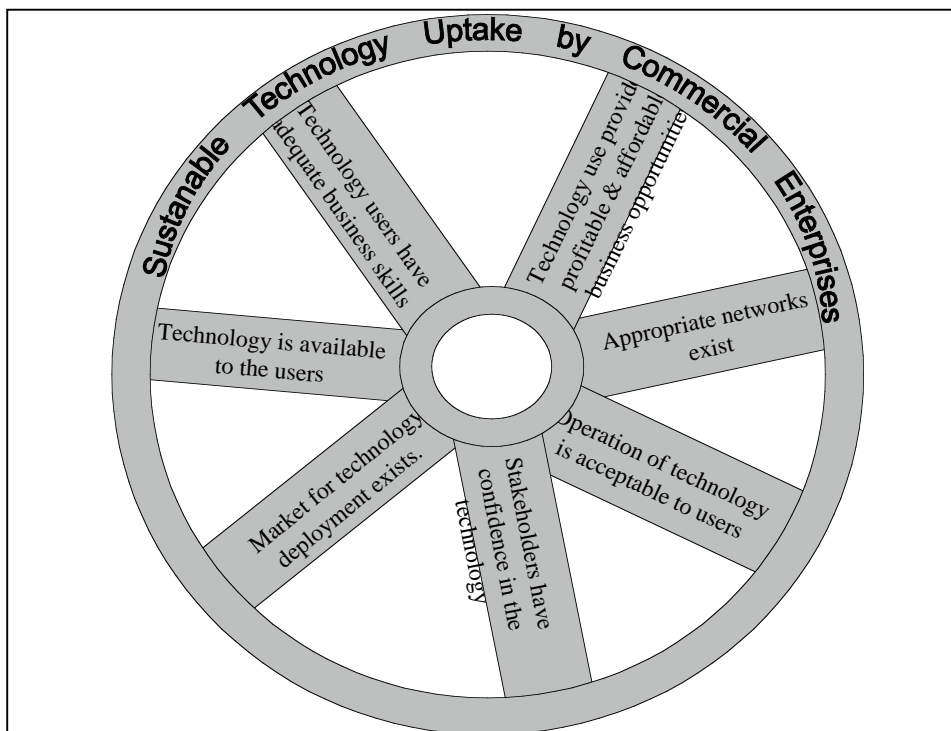 Sustanable Technology Uptake by Commercial Enterprises
Technology users have
adequate business skills
Technology use provid
profitable & affordabl
business opportunitie
Appropriate networks
exist
Operation of technology
is acceptable to users
Stakeholders have
confidence in the
technology
Market for technology
deployment exists.
Technology is available
to the users